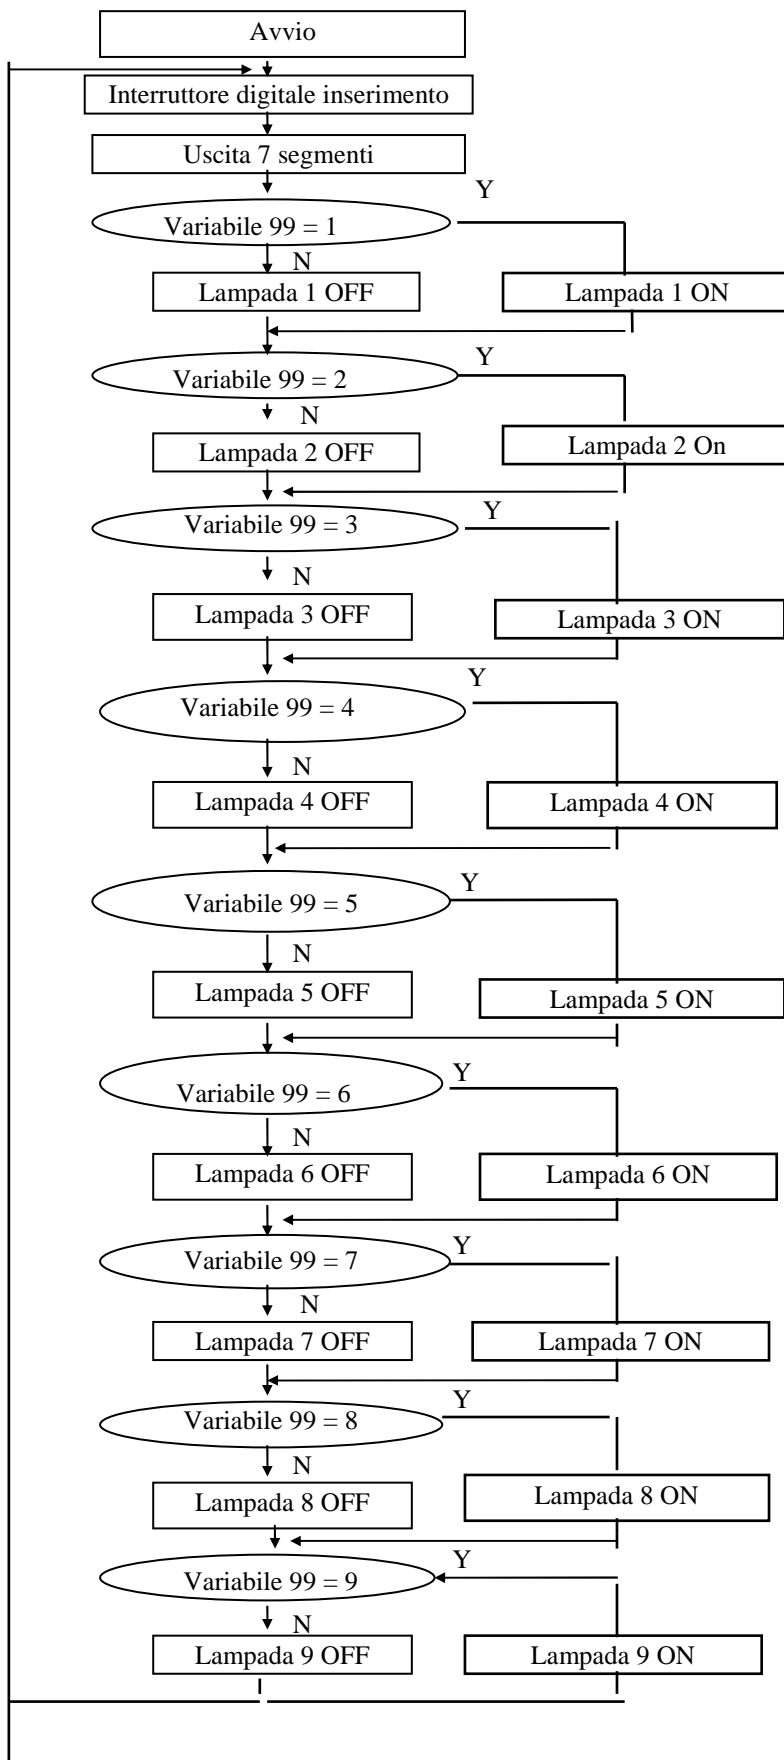 Avvio
Interruttore digitale inserimento
Uscita 7 segmenti
Y
Variabile 99 = 1
N
Lampada 1 OFF
Lampada 1 ON
Y
Variabile 99 = 2
N
Lampada 2 OFF
Lampada 2 On
Y
Variabile 99 = 3
N
Lampada 3 OFF
Lampada 3 ON
Y
Variabile 99 = 4
N
Lampada 4 OFF
Lampada 4 ON
Y
Variabile 99 = 5
N
Lampada 5 OFF
Lampada 5 ON
Y
Variabile 99 = 6
N
Lampada 6 OFF
Lampada 6 ON
Y
Variabile 99 = 7
N
Lampada 7 OFF
Lampada 7 ON
Y
Variabile 99 = 8
N
Lampada 8 OFF
Lampada 8 ON
Y
Variabile 99 = 9
N
Lampada 9 OFF
Lampada 9 ON